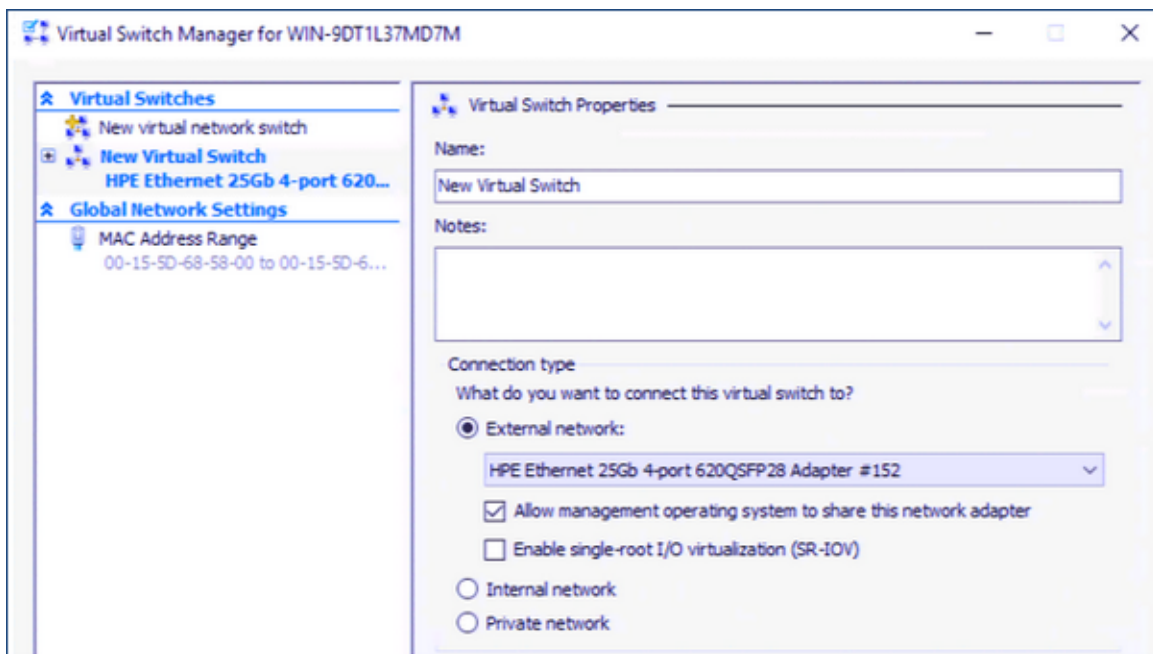 Virtual Switch Manager for WIN-9DT1L37MD7M
Virtual Switches
New virtual network switch
New Virtual Switch
HPE Ethernet 25Gb 4-port 620...
Global Network Settings
MAC Address Range
00-15-5D-68-58-00 to 00-15-5D-6...
Virtual Switch Properties
Name:
New Virtual Switch
Notes:
Connection type
What do you want to connect this virtual switch to?
External network:
HPE Ethernet 25Gb 4-port 620QSFP28 Adapter #152
Allow management operating system to share this network adapter
Enable single-root I/O virtualization (SR-IOV)
Internal network
Private network